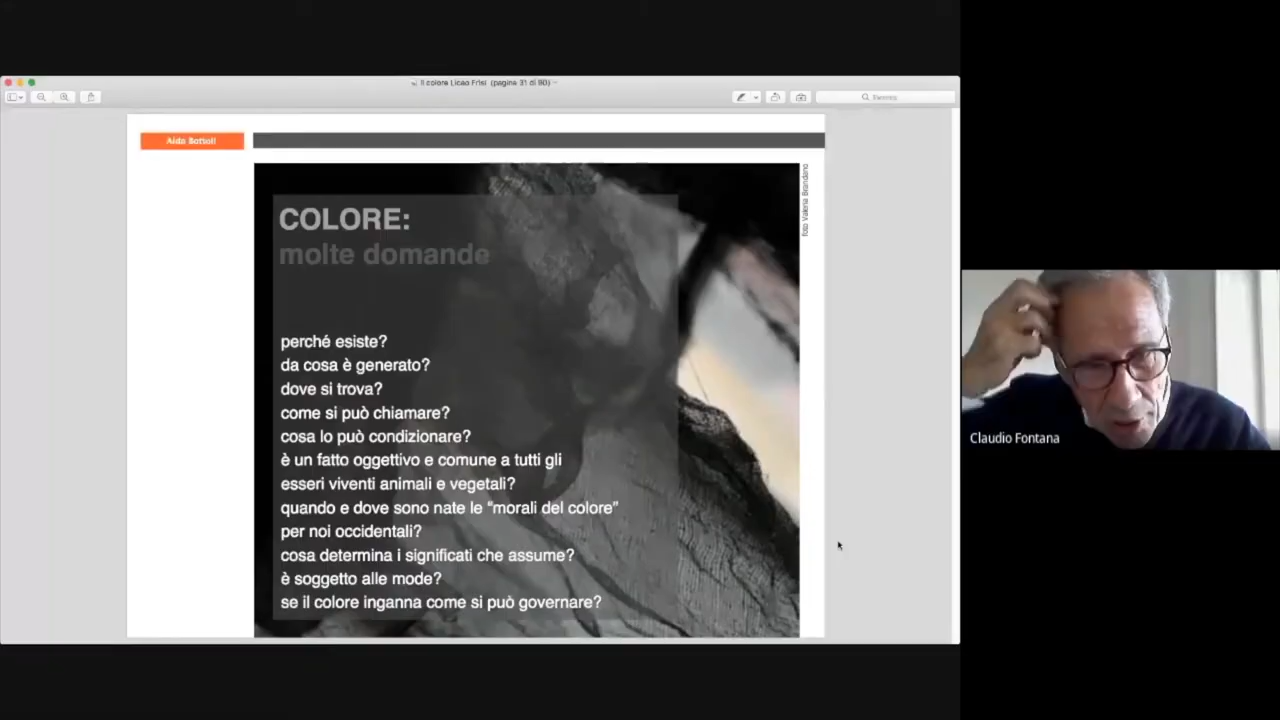 Il colore Liceo Frisi (pagina 31 di 90)
Aida Bottoli
foto Valeria Brandano
COLORE:
molte domande
perché esiste?
da cosa è generato?
dove si trova?
come si può chiamare?
cosa lo può condizionare?
è un fatto oggettivo e comune a tutti gli
esseri viventi animali e vegetali?
quando e dove sono nate le “morali del colore”
per noi occidentali?
cosa determina i significati che assume?
è soggetto alle mode?
se il colore inganna come si può governare?
Claudio Fontana